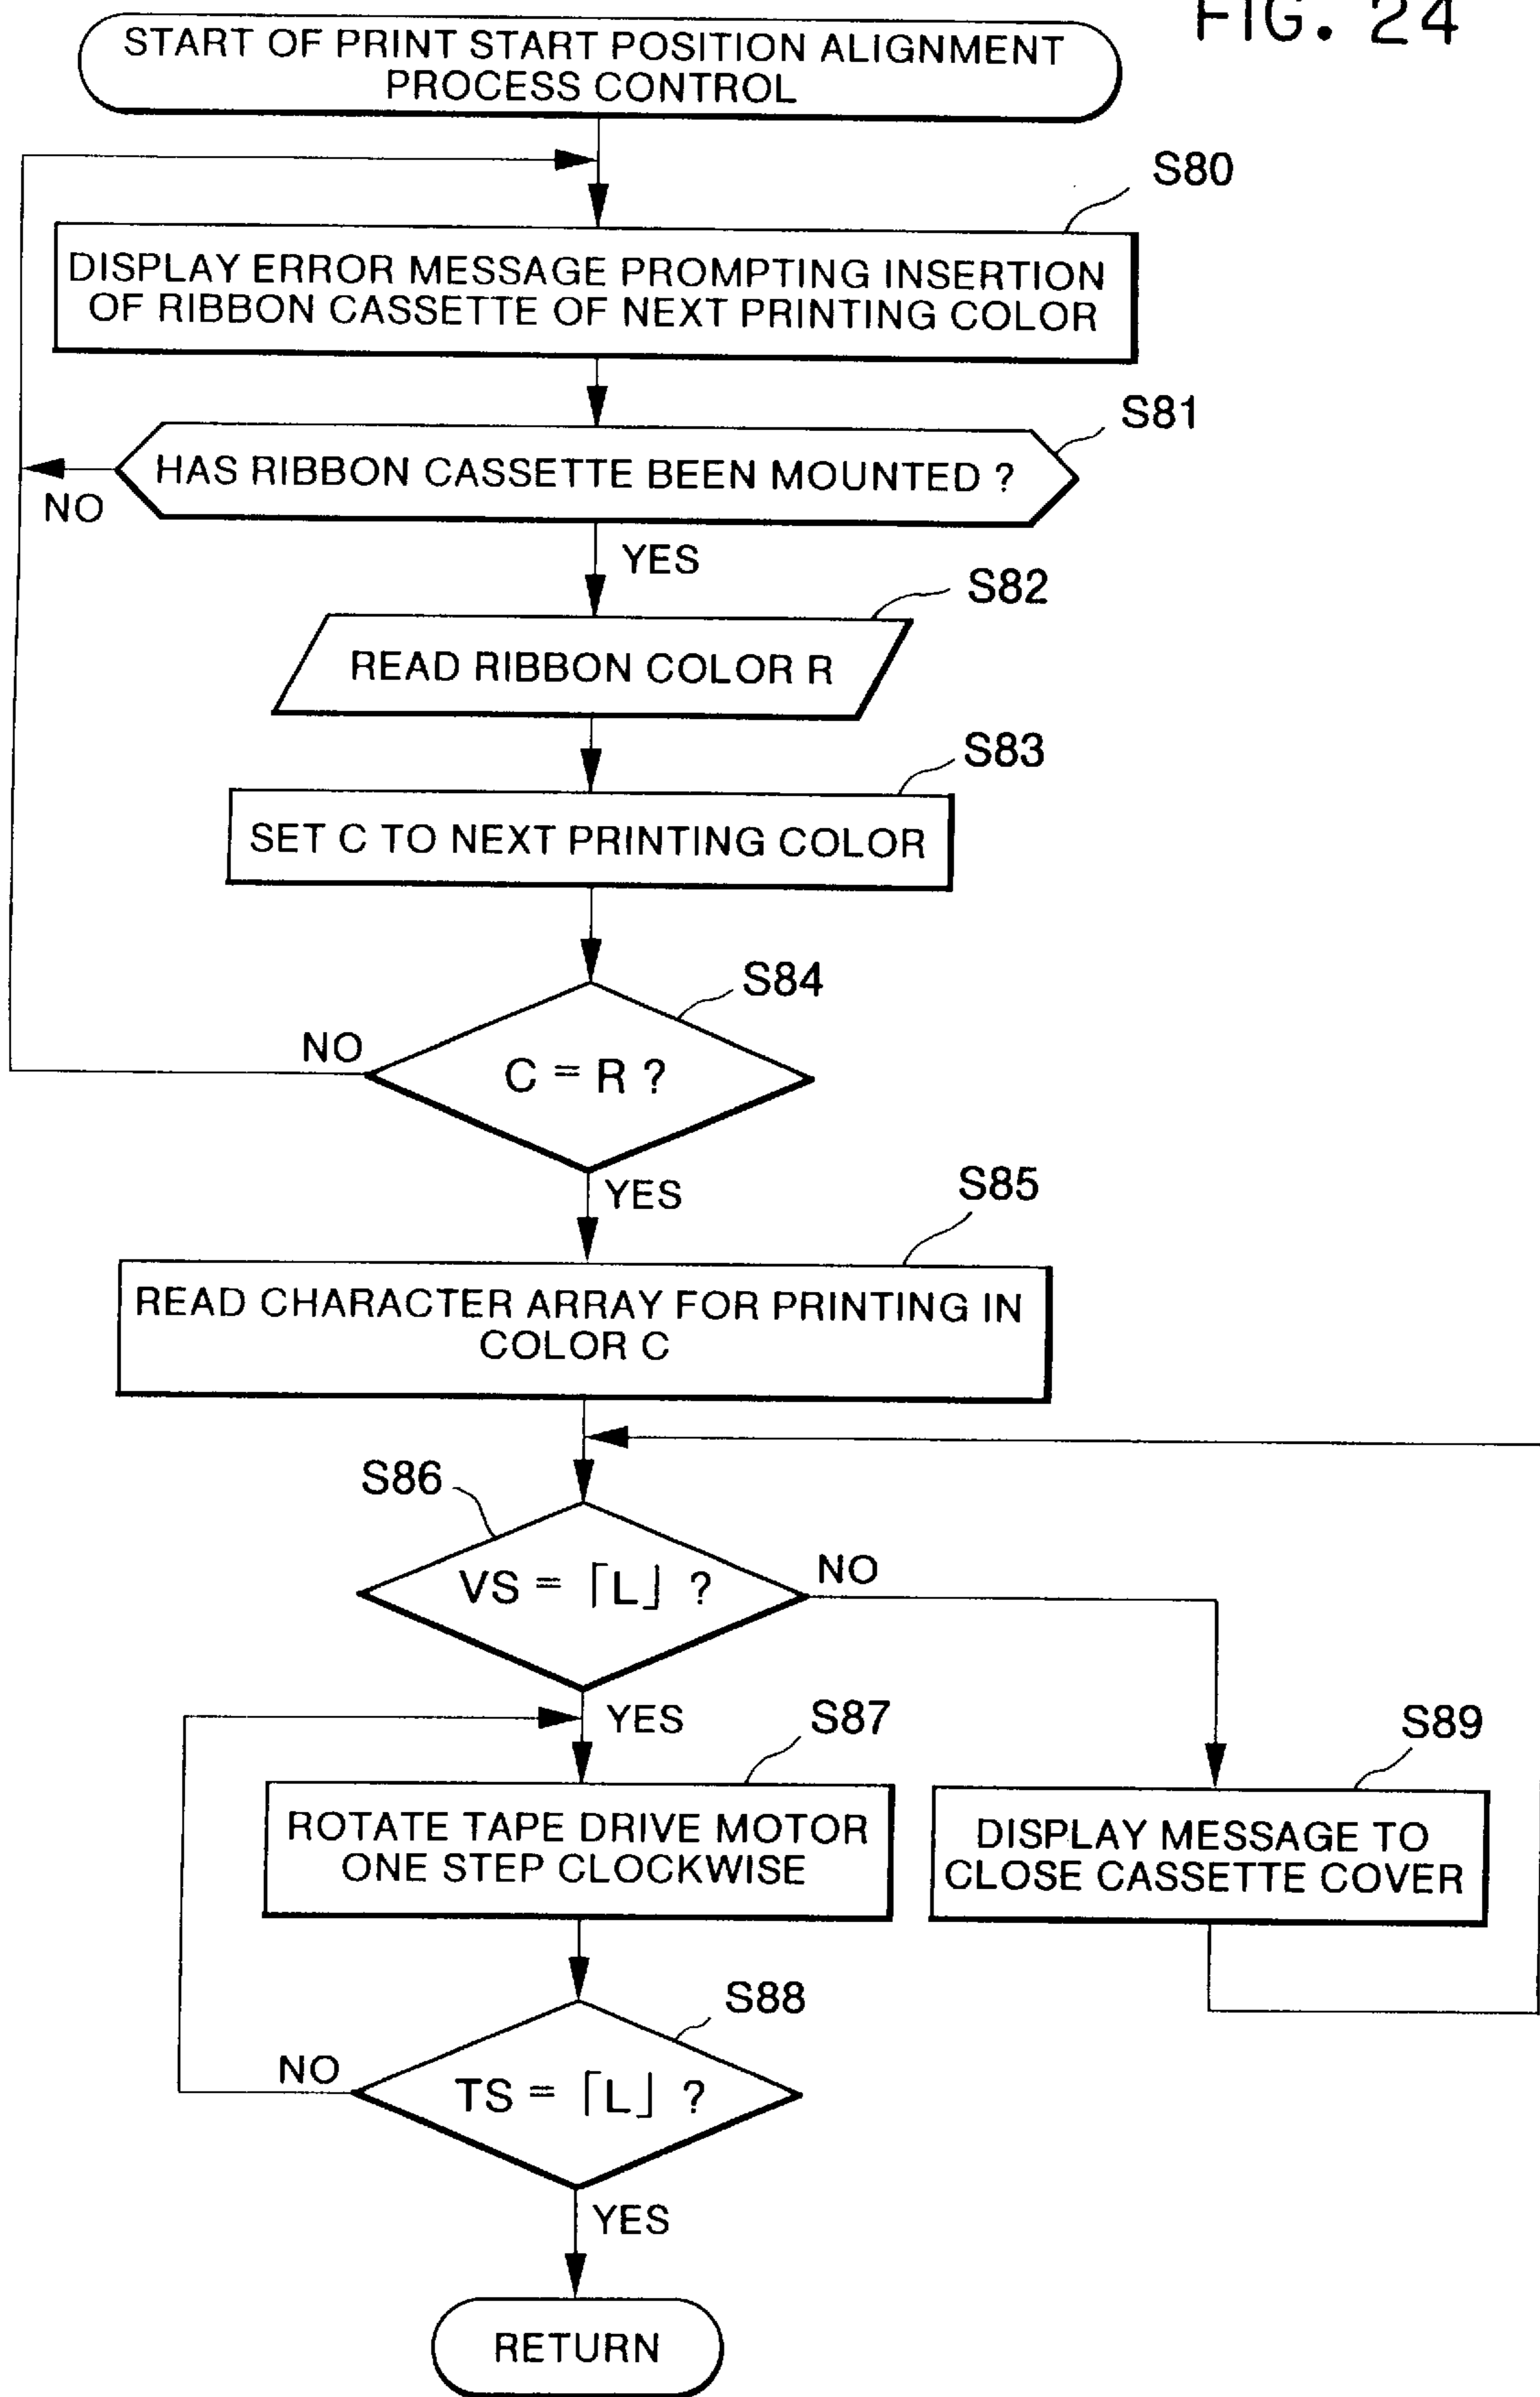 FIG. 24
START OF PRINT START POSITION ALIGNMENT
PROCESS CONTROL
S80
DISPLAY ERROR MESSAGE PROMPTING INSERTION
OF RIBBON CASSETTE OF NEXT PRINTING COLOR
S81
HAS RIBBON CASSETTE BEEN MOUNTED ?
NO
YES
S82
READ RIBBON COLOR R
S83
SET C TO NEXT PRINTING COLOR
S84
NO
C = R ?
YES
S85
READ CHARACTER ARRAY FOR PRINTING IN
COLOR C
S86
VS = ⌈L⌋ ?
NO
YES
S87
S89
ROTATE TAPE DRIVE MOTOR
ONE STEP CLOCKWISE
DISPLAY MESSAGE TO
CLOSE CASSETTE COVER
S88
NO
TS = ⌈L⌋ ?
YES
RETURN